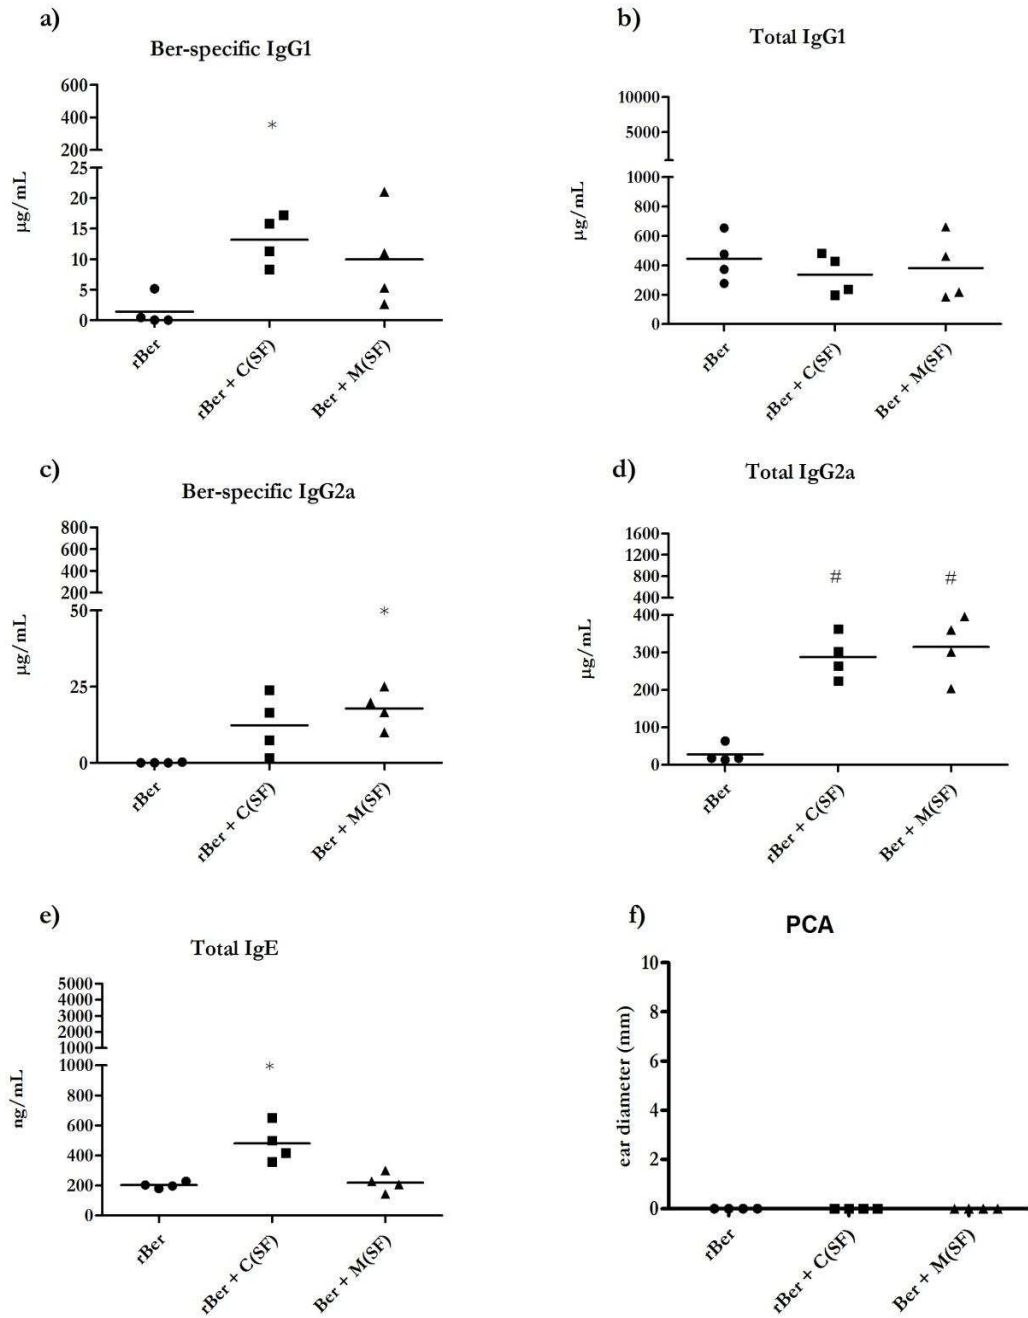 a)
Ber-specific IgG1
600
400
200
25
20
15
10
5
0
µg/mL
*
rBer
rBer + C(SF)
Ber + M(SF)
b)
Total IgG1
10000
5000
1000
800
600
400
200
0
µg/mL
rBer
rBer + C(SF)
Ber + M(SF)
c)
Ber-specific IgG2a
800
600
400
200
50
25
0
µg/mL
*
rBer
rBer + C(SF)
Ber + M(SF)
d)
Total IgG2a
1600
1200
800
400
400
300
200
100
0
µg/mL
#
#
rBer
rBer + C(SF)
Ber + M(SF)
e)
Total IgE
5000
4000
3000
2000
1000
1000
800
600
400
200
0
ng/mL
*
rBer
rBer + C(SF)
Ber + M(SF)
f)
PCA
10
8
6
4
2
0
ear diameter (mm)
rBer
rBer + C(SF)
Ber + M(SF)